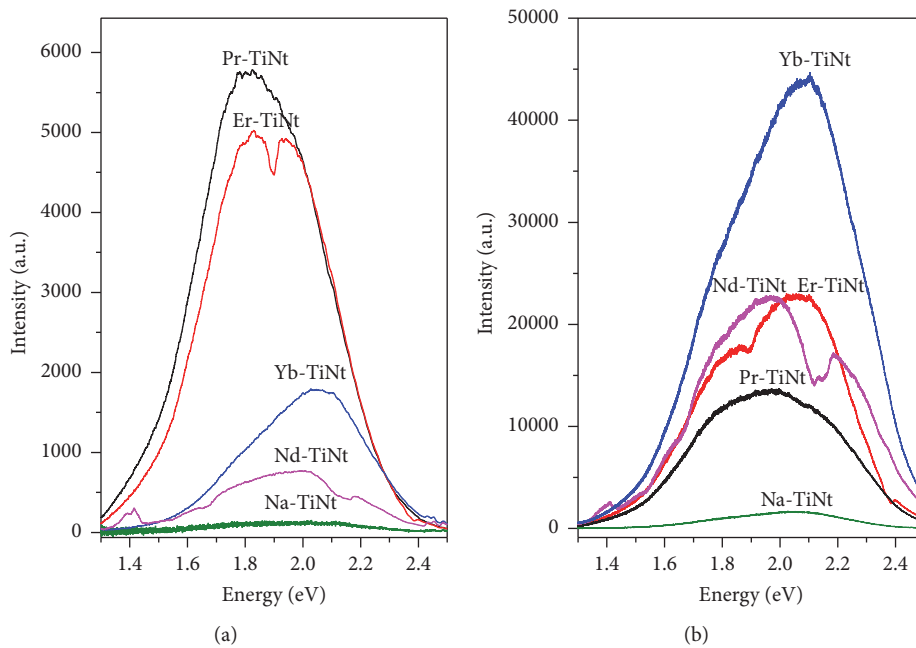 6000
5000
4000
3000
2000
1000
0
Intensity (a.u.)
Pr-TiNt
Er-TiNt
Yb-TiNt
Nd-TiNt
Na-TiNt
1.4 1.6 1.8 2.0 2.2 2.4
Energy (eV)
(a)
50000
40000
30000
20000
10000
0
Intensity (a.u.)
Yb-TiNt
Nd-TiNt Er-TiNt
Pr-TiNt
Na-TiNt
1.4 1.6 1.8 2.0 2.2 2.4
Energy (eV)
(b)